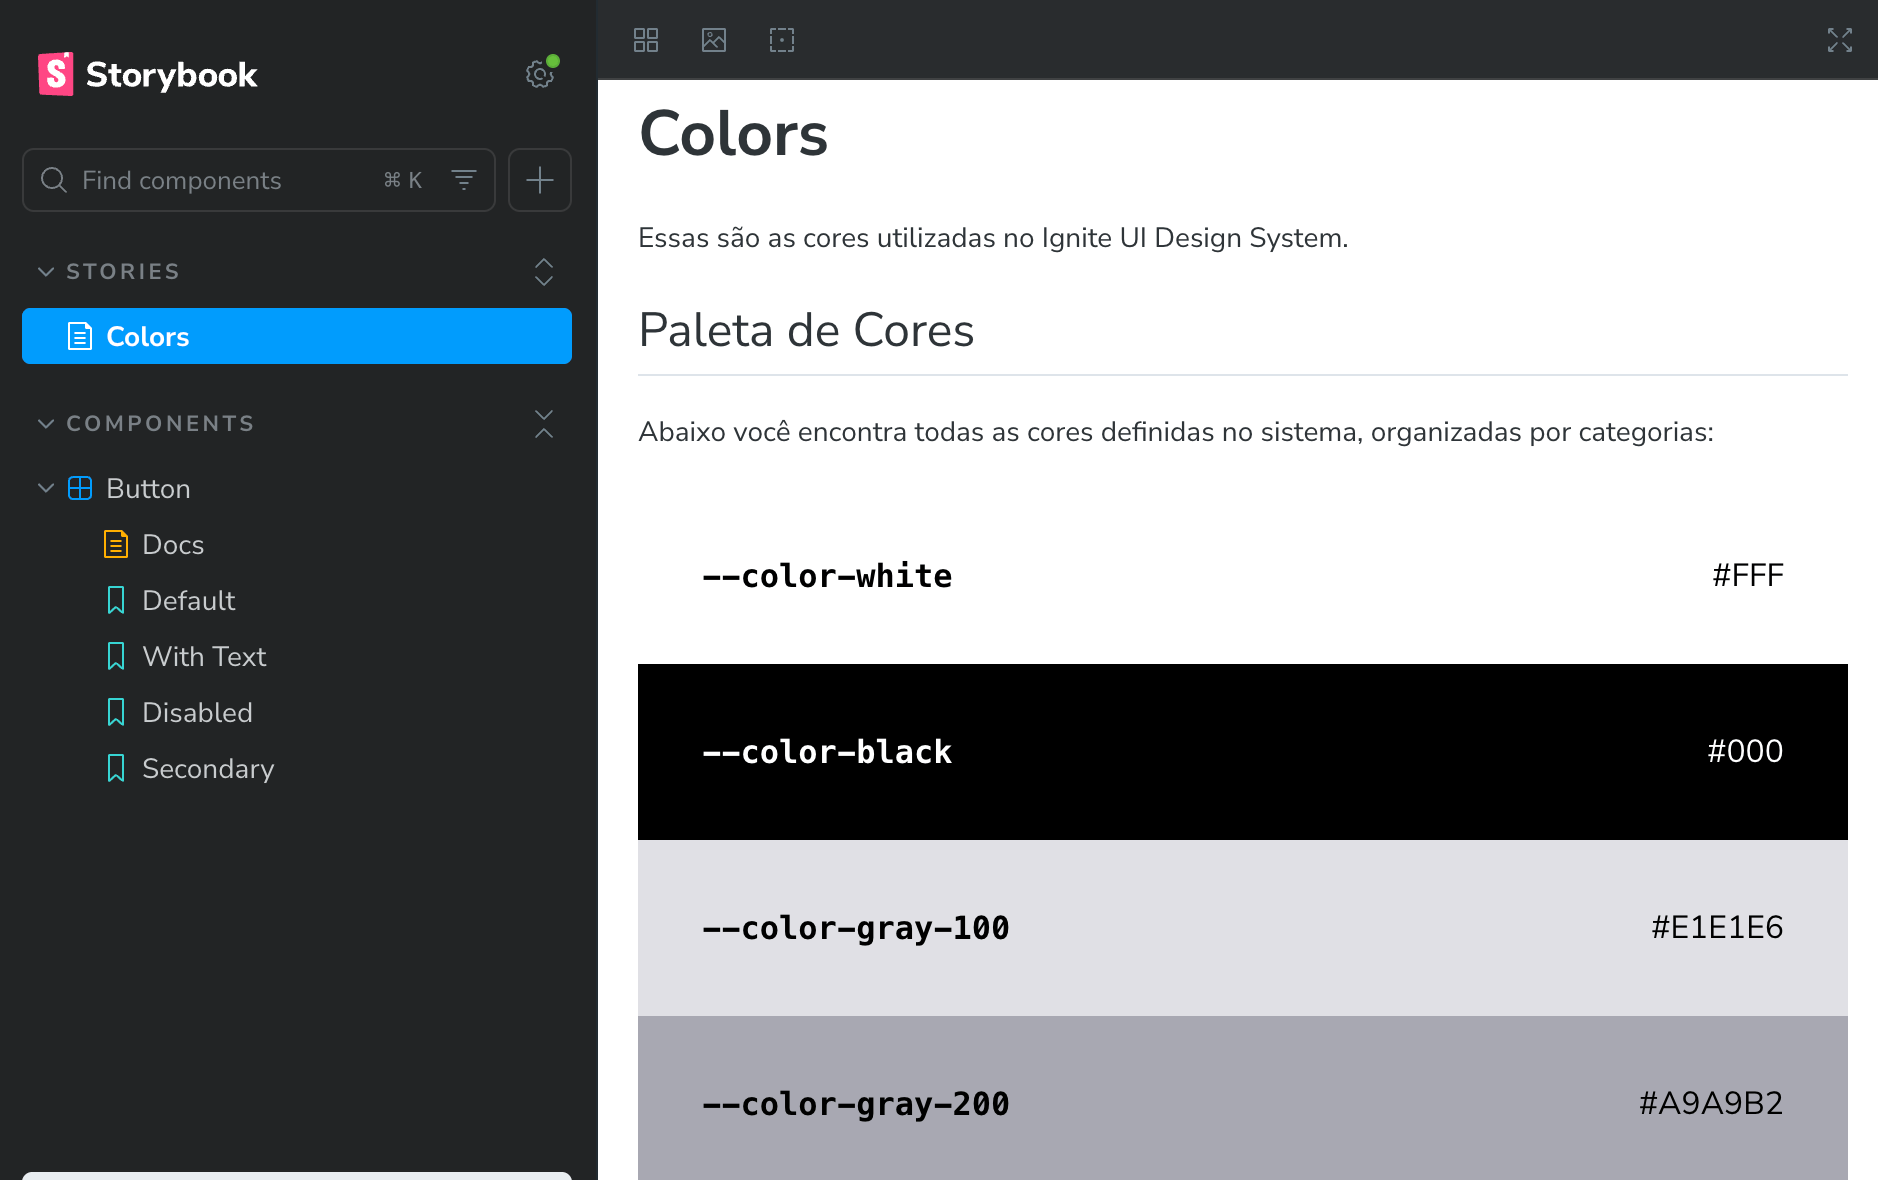 Storybook
Find components
⌘ K
STORIES
Colors
COMPONENTS
Button
Docs
Default
With Text
Disabled
Secondary
Colors
Essas são as cores utilizadas no Ignite UI Design System.
Paleta de Cores
Abaixo você encontra todas as cores definidas no sistema, organizadas por categorias:
--color-white #FFF
--color-black #000
--color-gray-100 #E1E1E6
--color-gray-200 #A9A9B2